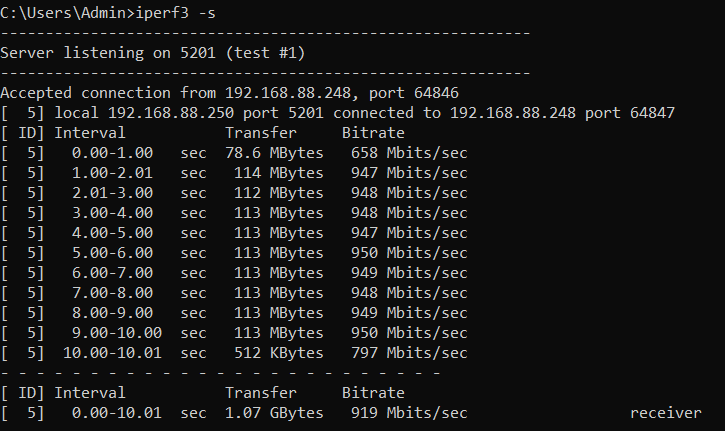 C:\Users\Admin>iperf3 -s
-----------------------------------------------------------
Server listening on 5201 (test #1)
-----------------------------------------------------------
Accepted connection from 192.168.88.248, port 64846
[  5] local 192.168.88.250 port 5201 connected to 192.168.88.248 port 64847
[ ID] Interval           Transfer     Bitrate
[  5]   0.00-1.00   sec  78.6 MBytes   658 Mbits/sec
[  5]   1.00-2.01   sec   114 MBytes   947 Mbits/sec
[  5]   2.01-3.00   sec   112 MBytes   948 Mbits/sec
[  5]   3.00-4.00   sec   113 MBytes   948 Mbits/sec
[  5]   4.00-5.00   sec   113 MBytes   947 Mbits/sec
[  5]   5.00-6.00   sec   113 MBytes   950 Mbits/sec
[  5]   6.00-7.00   sec   113 MBytes   949 Mbits/sec
[  5]   7.00-8.00   sec   113 MBytes   948 Mbits/sec
[  5]   8.00-9.00   sec   113 MBytes   949 Mbits/sec
[  5]   9.00-10.00  sec   113 MBytes   950 Mbits/sec
[  5]  10.00-10.01  sec   512 KBytes   797 Mbits/sec
- - - - - - - - - - - - - - - - - - - - - - - - -
[ ID] Interval           Transfer     Bitrate
[  5]   0.00-10.01  sec  1.07 GBytes   919 Mbits/sec                  receiver